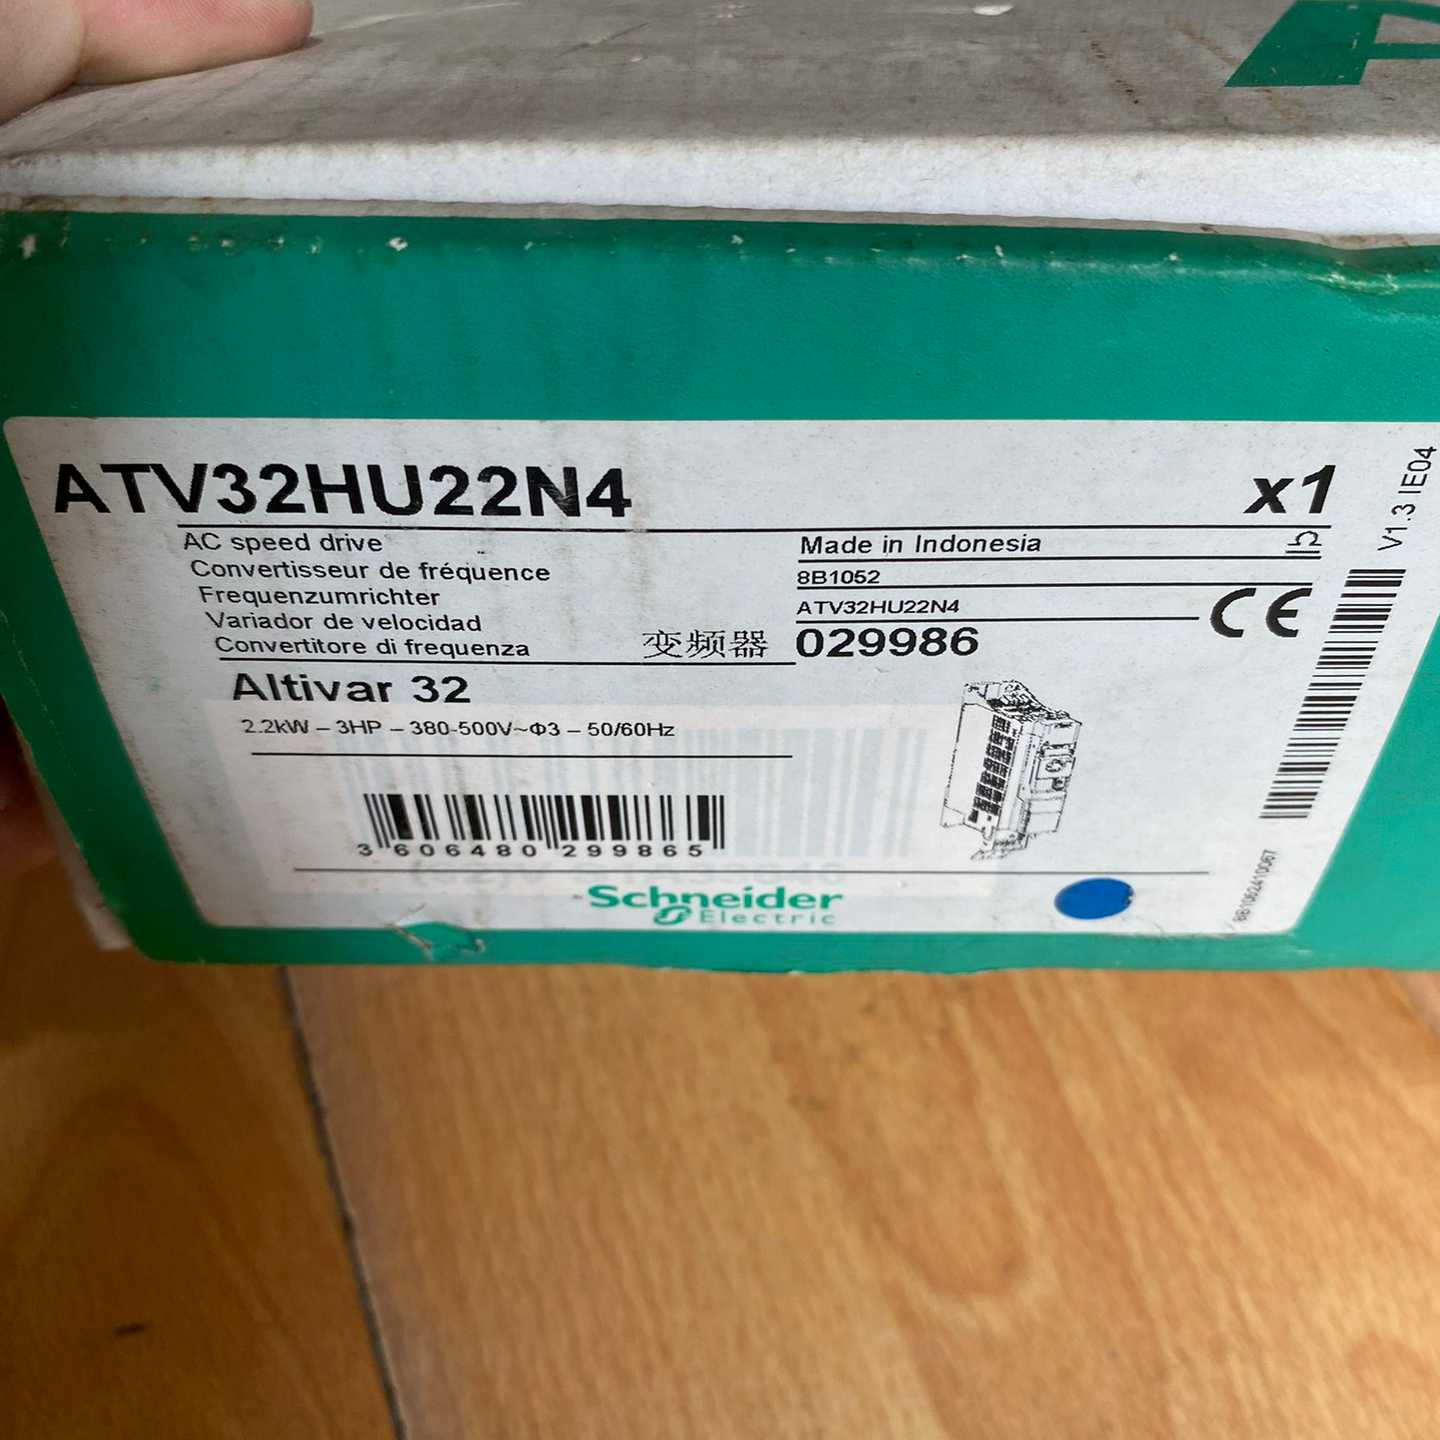 ATV32HU22N4
x1
V1.3 IE04
AC speed drive
Convertisseur de fréquence
Frequenzumrichter
Variador de velocidad
Convertitore di frequenza
变频器
Made in Indonesia
8B1052
ATV32HU22N4
029986
CE
Altivar 32
2.2kW – 3HP – 380-500V~Φ3 – 50/60Hz
3 606480 299865
Schneider
Electric